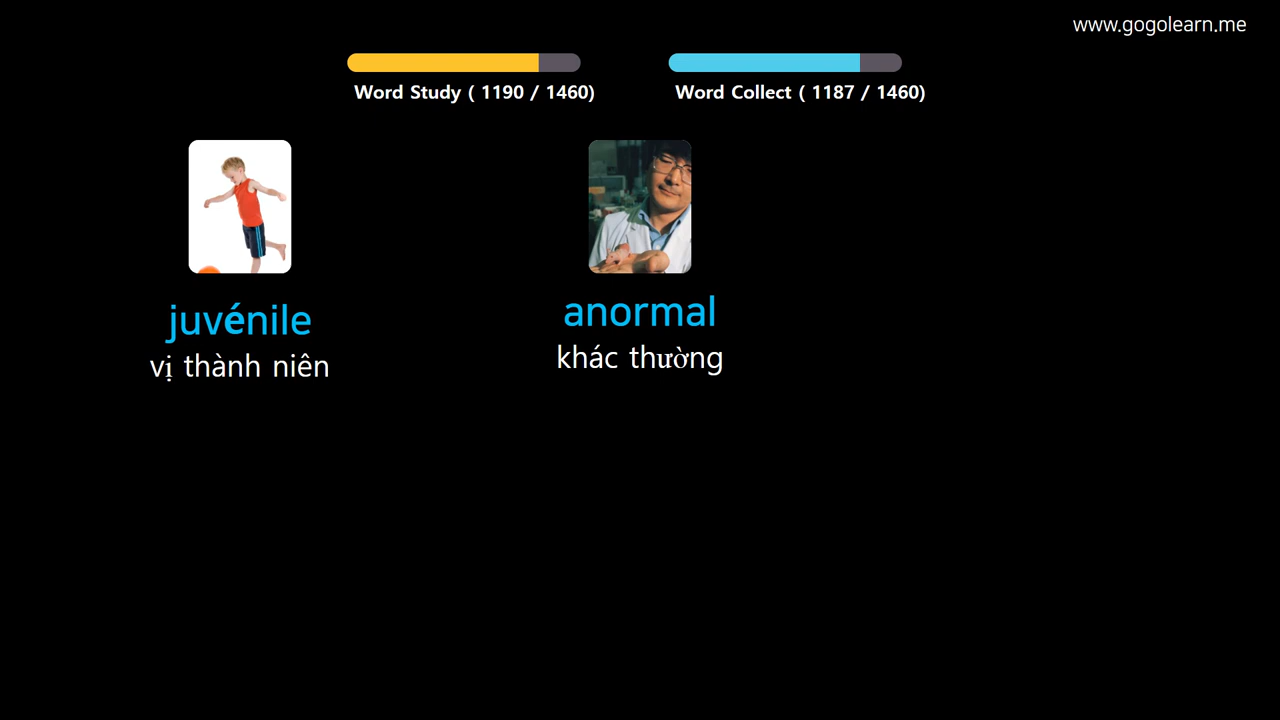 www.gogolearn.me
Word Study ( 1190 / 1460)
Word Collect ( 1187 / 1460)
juvénile
vị thành niên
anormal
khác thường